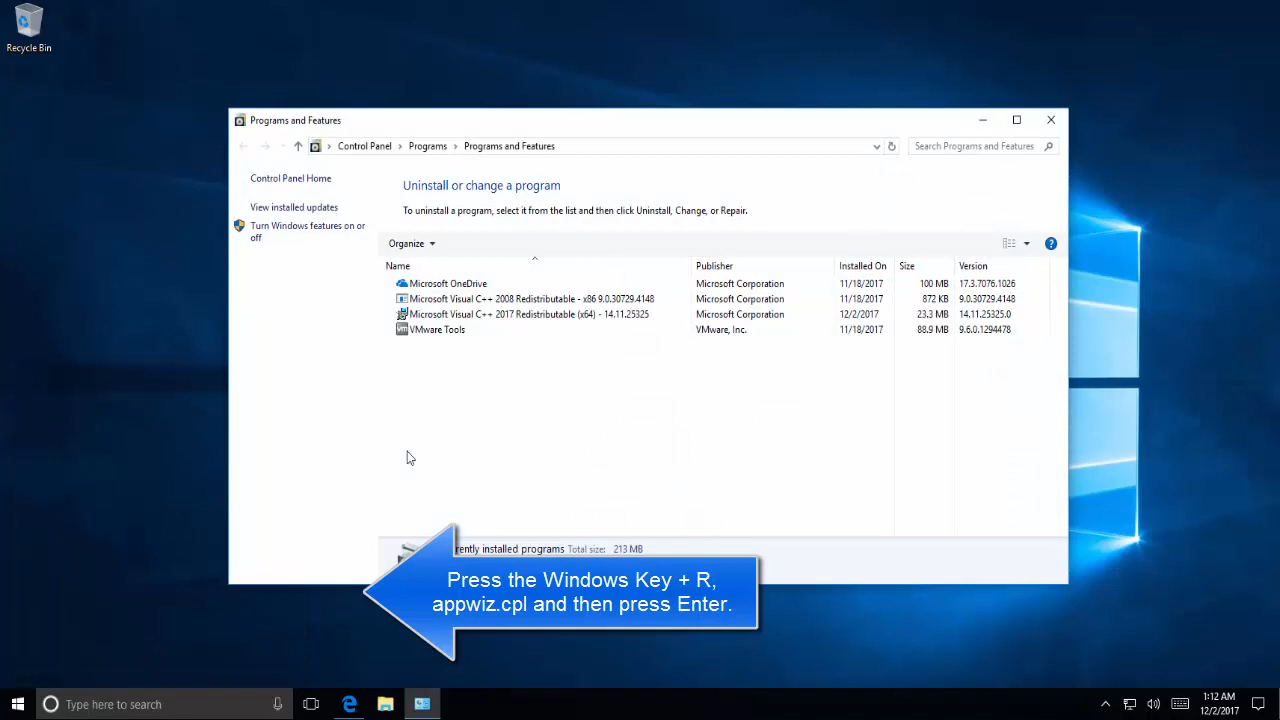 Recycle Bin
Programs and Features
Control Panel > Programs > Programs and Features
Search Programs and Features
Control Panel Home
View installed updates
Turn Windows features on or
off
Uninstall or change a program
To uninstall a program, select it from the list and then click Uninstall, Change, or Repair.
Organize
Name Publisher Installed On Size Version
Microsoft OneDrive Microsoft Corporation 11/18/2017 100 MB 17.3.7076.1026
Microsoft Visual C++ 2008 Redistributable - x86 9.0.30729.4148 Microsoft Corporation 11/18/2017 872 KB 9.0.30729.4148
Microsoft Visual C++ 2017 Redistributable (x64) - 14.11.25325 Microsoft Corporation 12/2/2017 23.3 MB 14.11.25325.0
VMware Tools VMware, Inc. 11/18/2017 88.9 MB 9.6.0.1294478
installed programs Total size: 213 MB
Press the Windows Key + R,
appwiz.cpl and then press Enter.
Type here to search
1:12 AM
12/2/2017